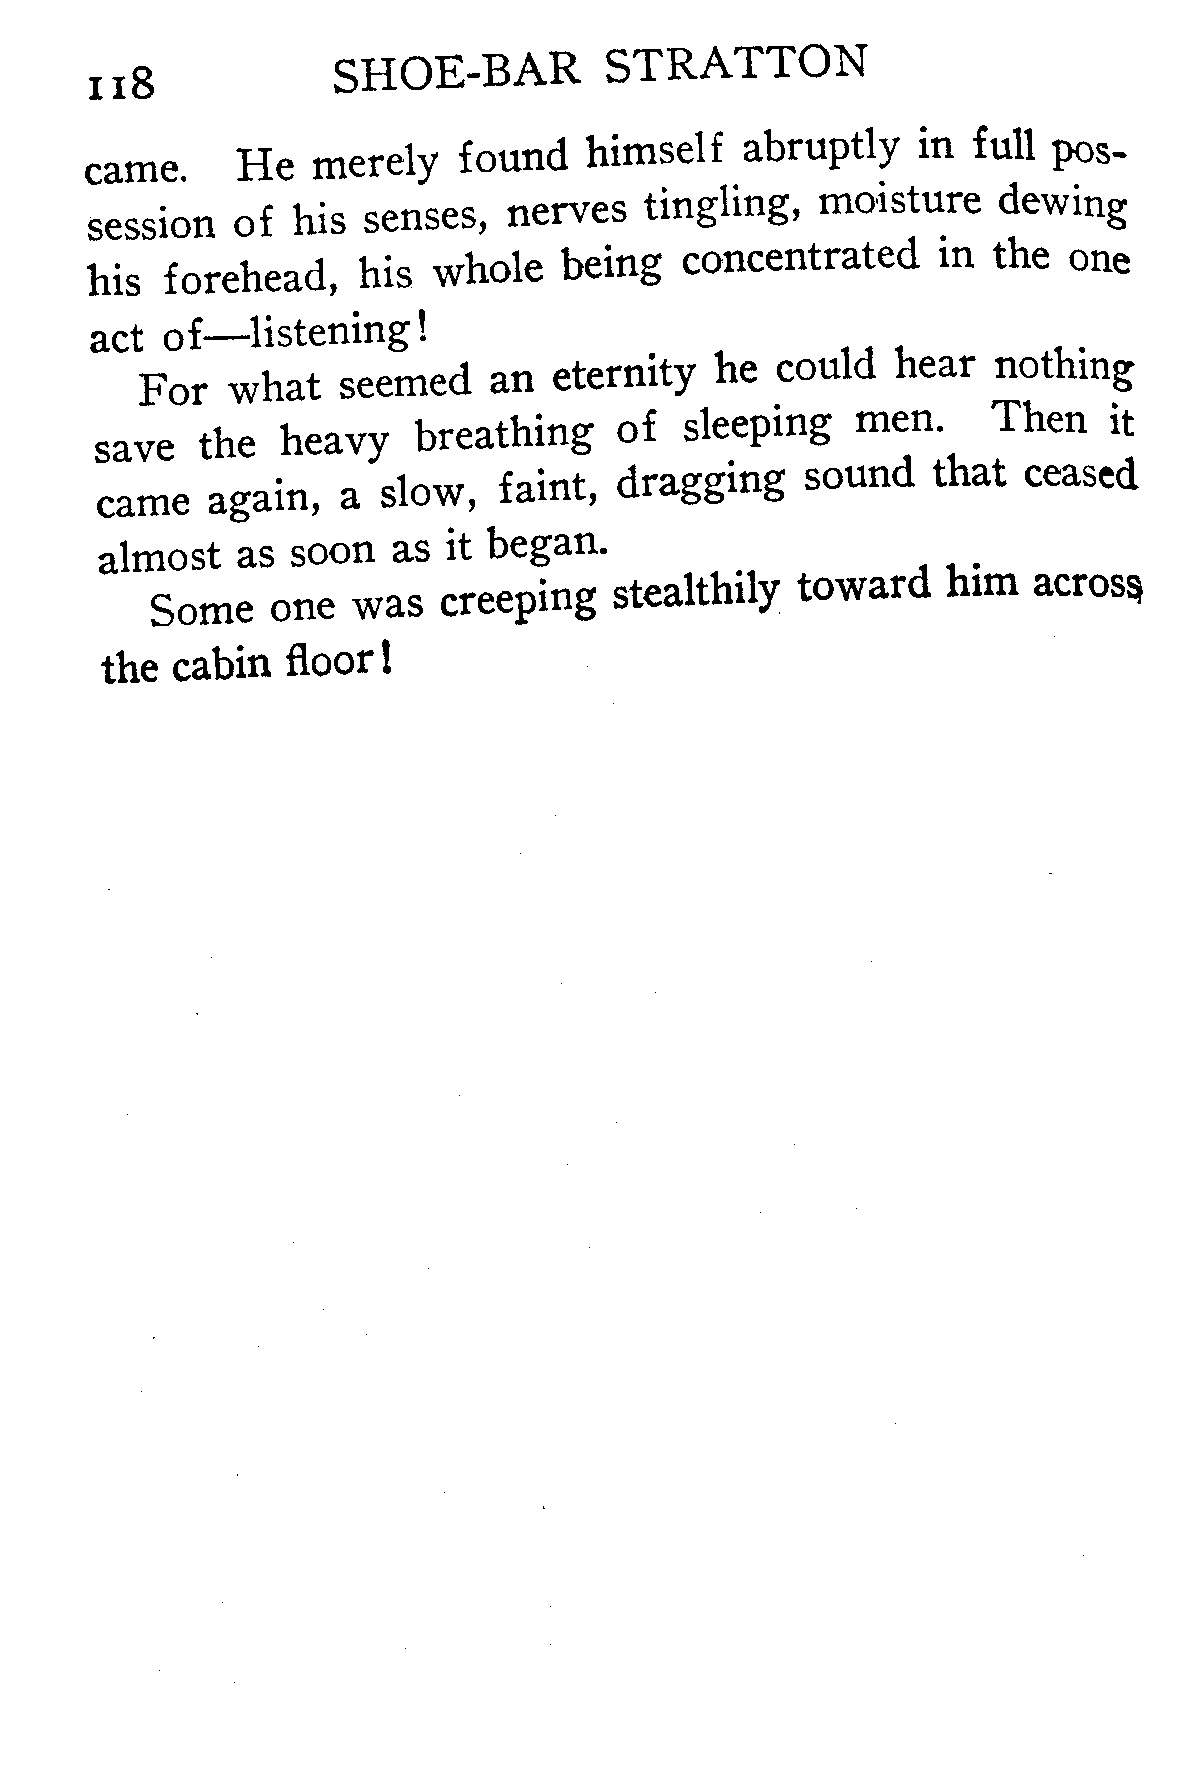 118 SHOE-BAR STRATTON
came. He merely found himself abruptly in full pos-
session of his senses, nerves tingling, moisture dewing
his forehead, his whole being concentrated in the one
act of—listening!
For what seemed an eternity he could hear nothing
save the heavy breathing of sleeping men. Then it
came again, a slow, faint, dragging sound that ceased
almost as soon as it began.
Some one was creeping stealthily toward him across
the cabin floor!